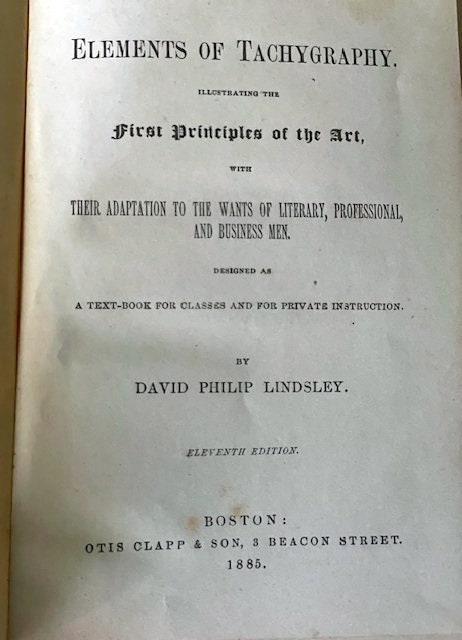 ELEMENTS OF TACHYGRAPHY.
ILLUSTRATING THE
First Principles of the Art,
WITH
THEIR ADAPTATION TO THE WANTS OF LITERARY, PROFESSIONAL,
AND BUSINESS MEN.
DESIGNED AS
A TEXT-BOOK FOR CLASSES AND FOR PRIVATE INSTRUCTION.
BY
DAVID PHILIP LINDSLEY.
ELEVENTH EDITION.
BOSTON:
OTIS CLAPP & SON, 3 BEACON STREET.
1885.